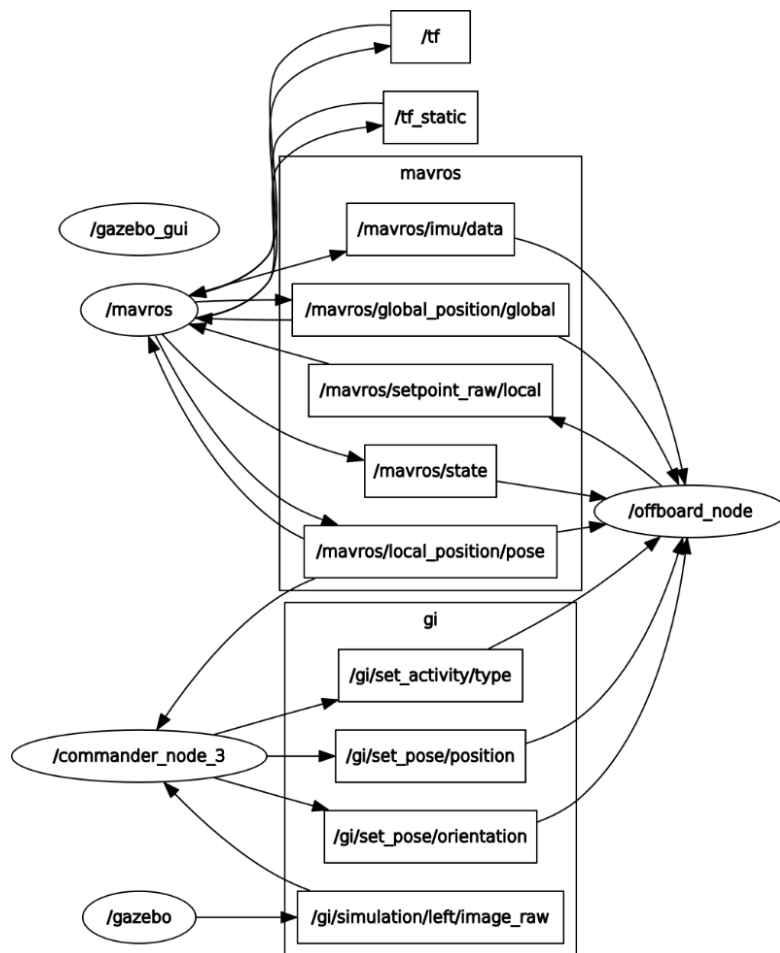 /tf
/tf_static
mavros
/gazebo_gui
/mavros/imu/data
/mavros
/mavros/global_position/global
/mavros/setpoint_raw/local
/mavros/state
/offboard_node
/mavros/local_position/pose
gi
/gi/set_activity/type
/commander_node_3
/gi/set_pose/position
/gi/set_pose/orientation
/gazebo
/gi/simulation/left/image_raw